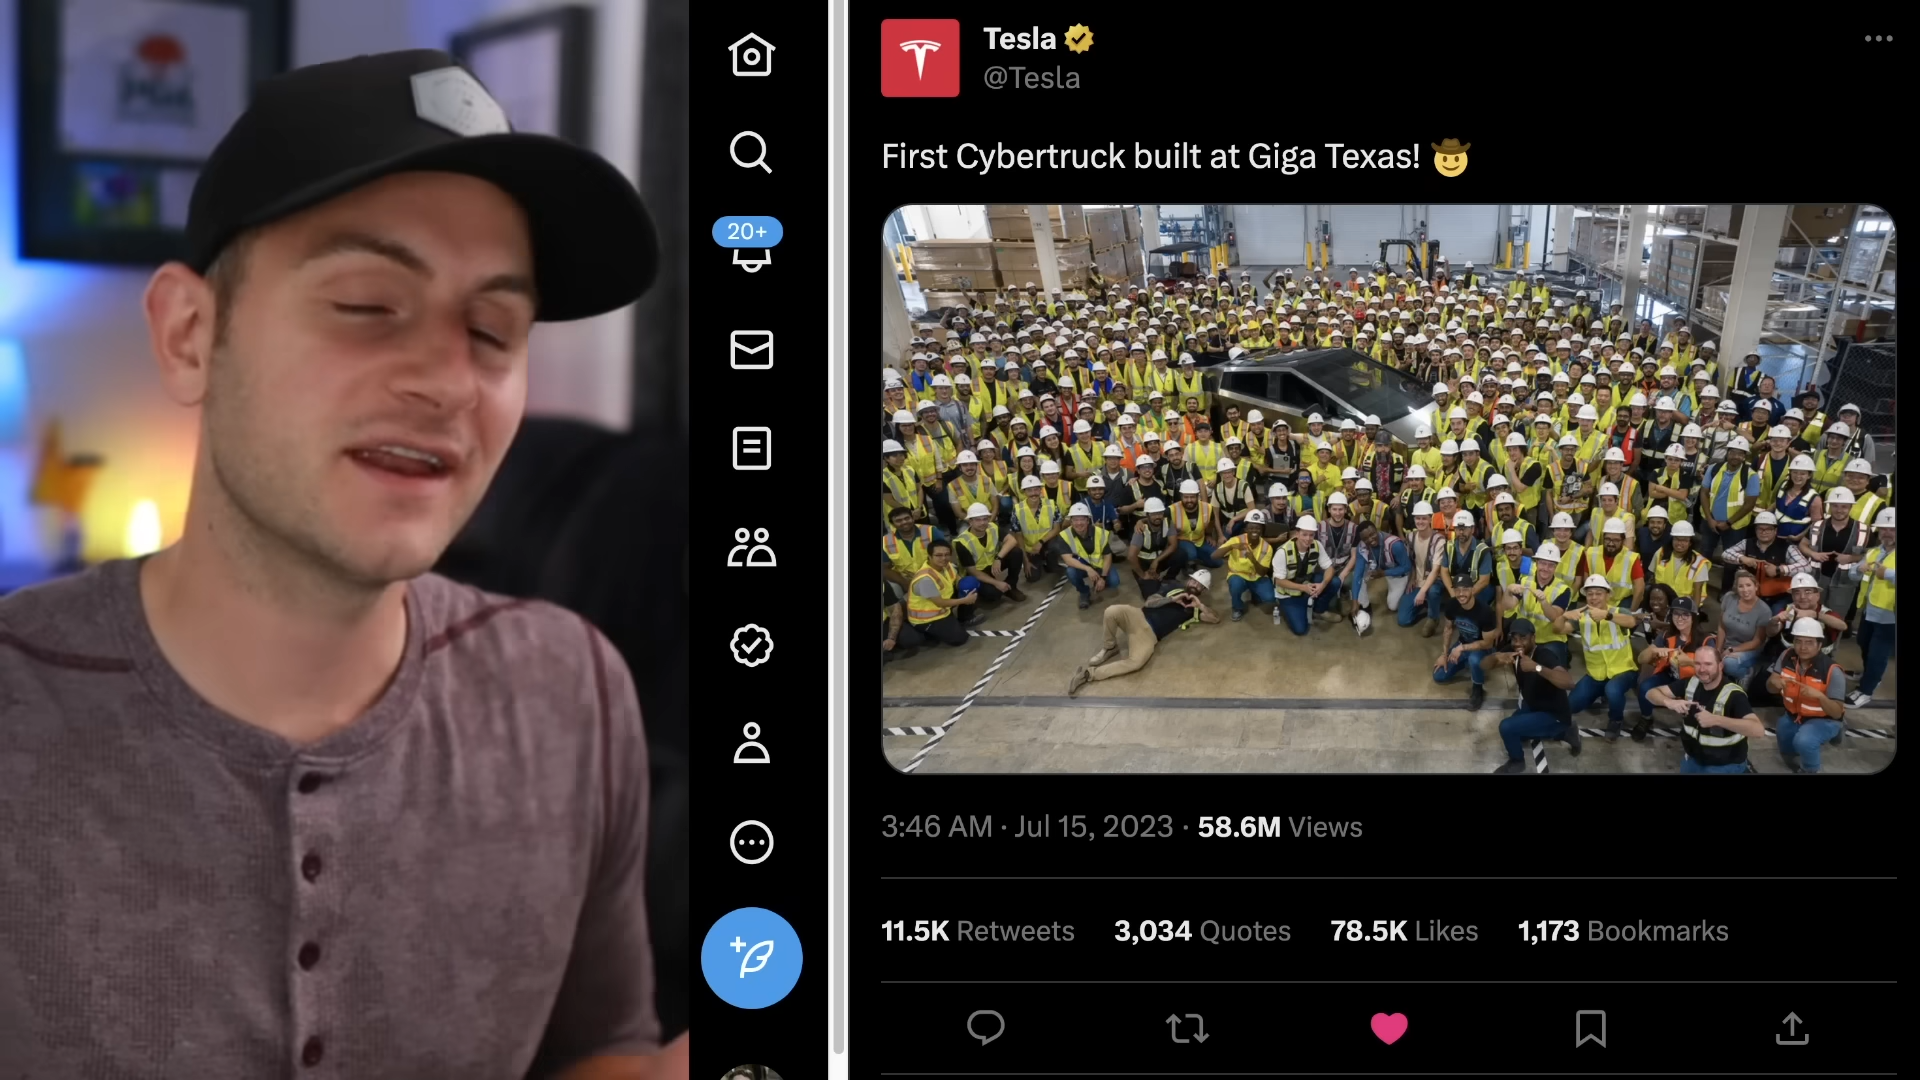 20+
Tesla
@Tesla
First Cybertruck built at Giga Texas!
3:46 AM · Jul 15, 2023 · 58.6M Views
11.5K Retweets 3,034 Quotes 78.5K Likes 1,173 Bookmarks